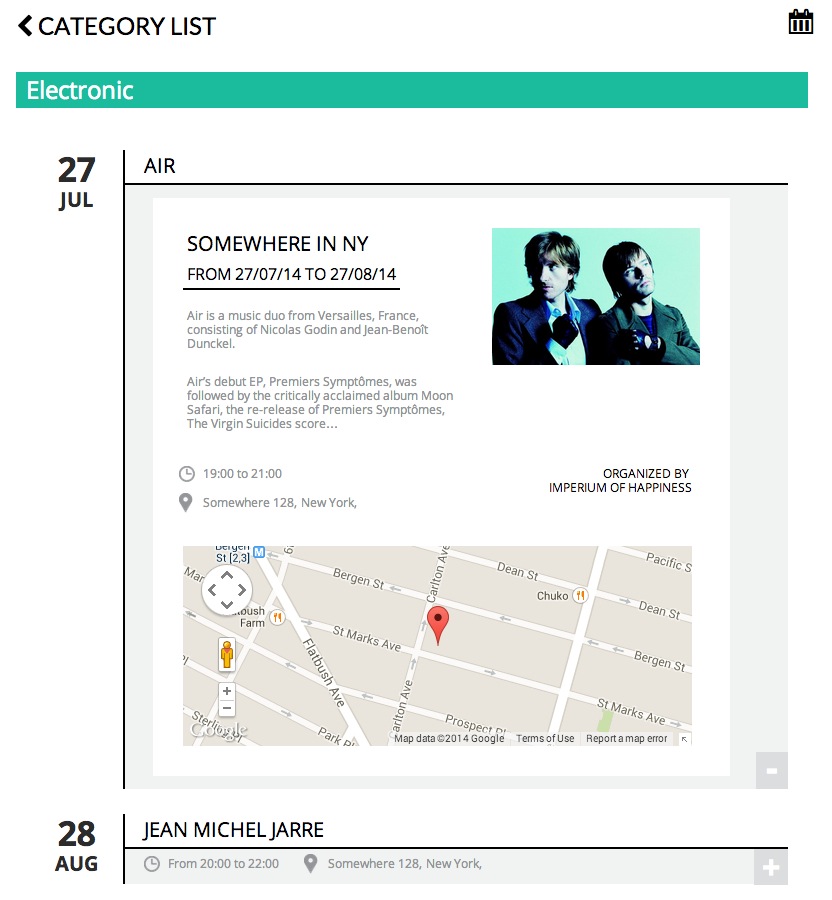 CATEGORY LIST
Electronic
27
JUL
AIR
SOMEWHERE IN NY
FROM 27/07/14 TO 27/08/14
Air is a music duo from Versailles, France,
consisting of Nicolas Godin and Jean-Benoît
Dunckel.
Air's debut EP, Premiers Symptômes, was
followed by the critically acclaimed album Moon
Safari, the re-release of Premiers Symptômes,
The Virgin Suicides score…
19:00 to 21:00
Somewhere 128, New York,
ORGANIZED BY
IMPERIUM OF HAPPINESS
Bergen
St [2,3]
M
Carlton Ave
Pacific S
Mar
Bergen St
Dean St
Chuko
Dean St
bush
Farm
St Marks Ave
Flatbush Ave
Bergen St
+
−
arlton Ave
St Marks Ave
Sterli
Google
Park Pl
Prospect
Map data ©2014 Google
Terms of Use
Report a map error
-
28
AUG
JEAN MICHEL JARRE
From 20:00 to 22:00
Somewhere 128, New York,
+